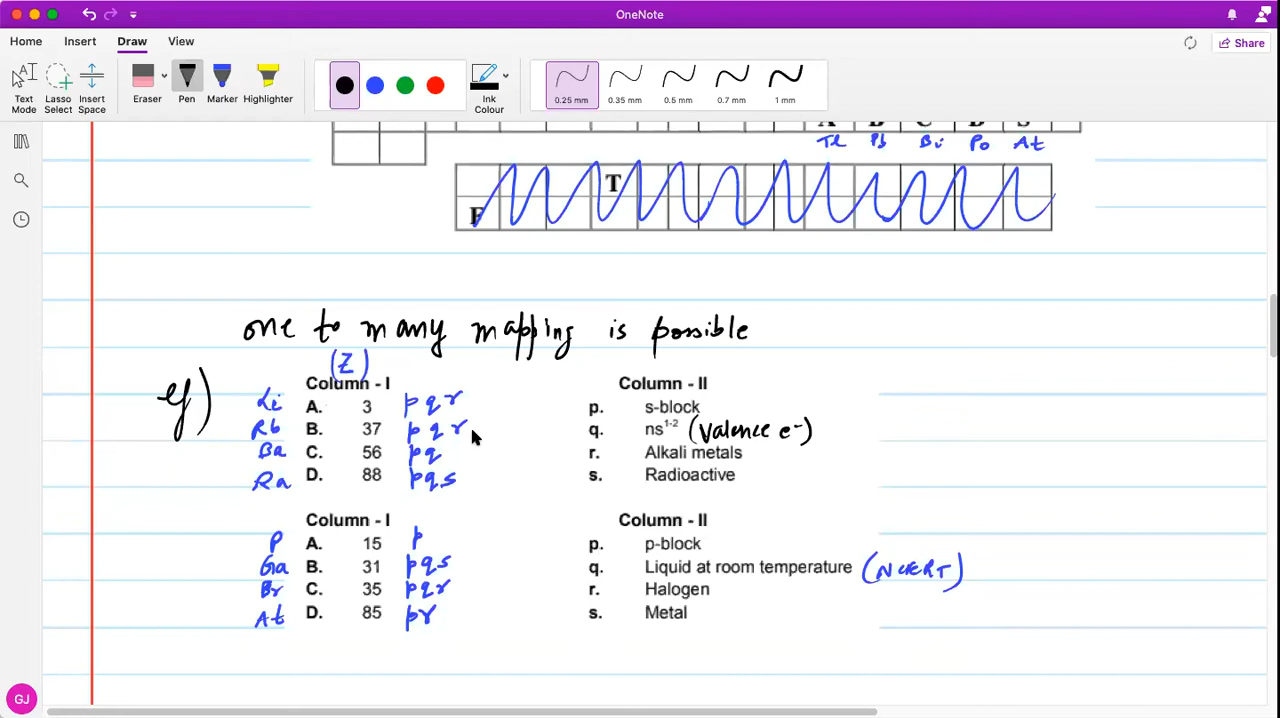 OneNote
Home Insert Draw View
Share
Text Mode
Lasso Select
Insert Space
Eraser
Pen
Marker
Highlighter
Ink Colour
0.25 mm 0.35 mm 0.5 mm 0.7 mm 1 mm
Tl Pb Bi Po At
T
one to many mapping is possible
(Z)
eg)
Column - I Column - II
Li A. 3 p q r p. s-block
Rb B. 37 p q r q. ns1-2 (valence e-)
Ba C. 56 p q r. Alkali metals
Ra D. 88 p q s s. Radioactive
Column - I Column - II
P A. 15 p p. p-block
Ga B. 31 p q s q. Liquid at room temperature (NCERT)
Br C. 35 p q r r. Halogen
At D. 85 p r s. Metal
GJ